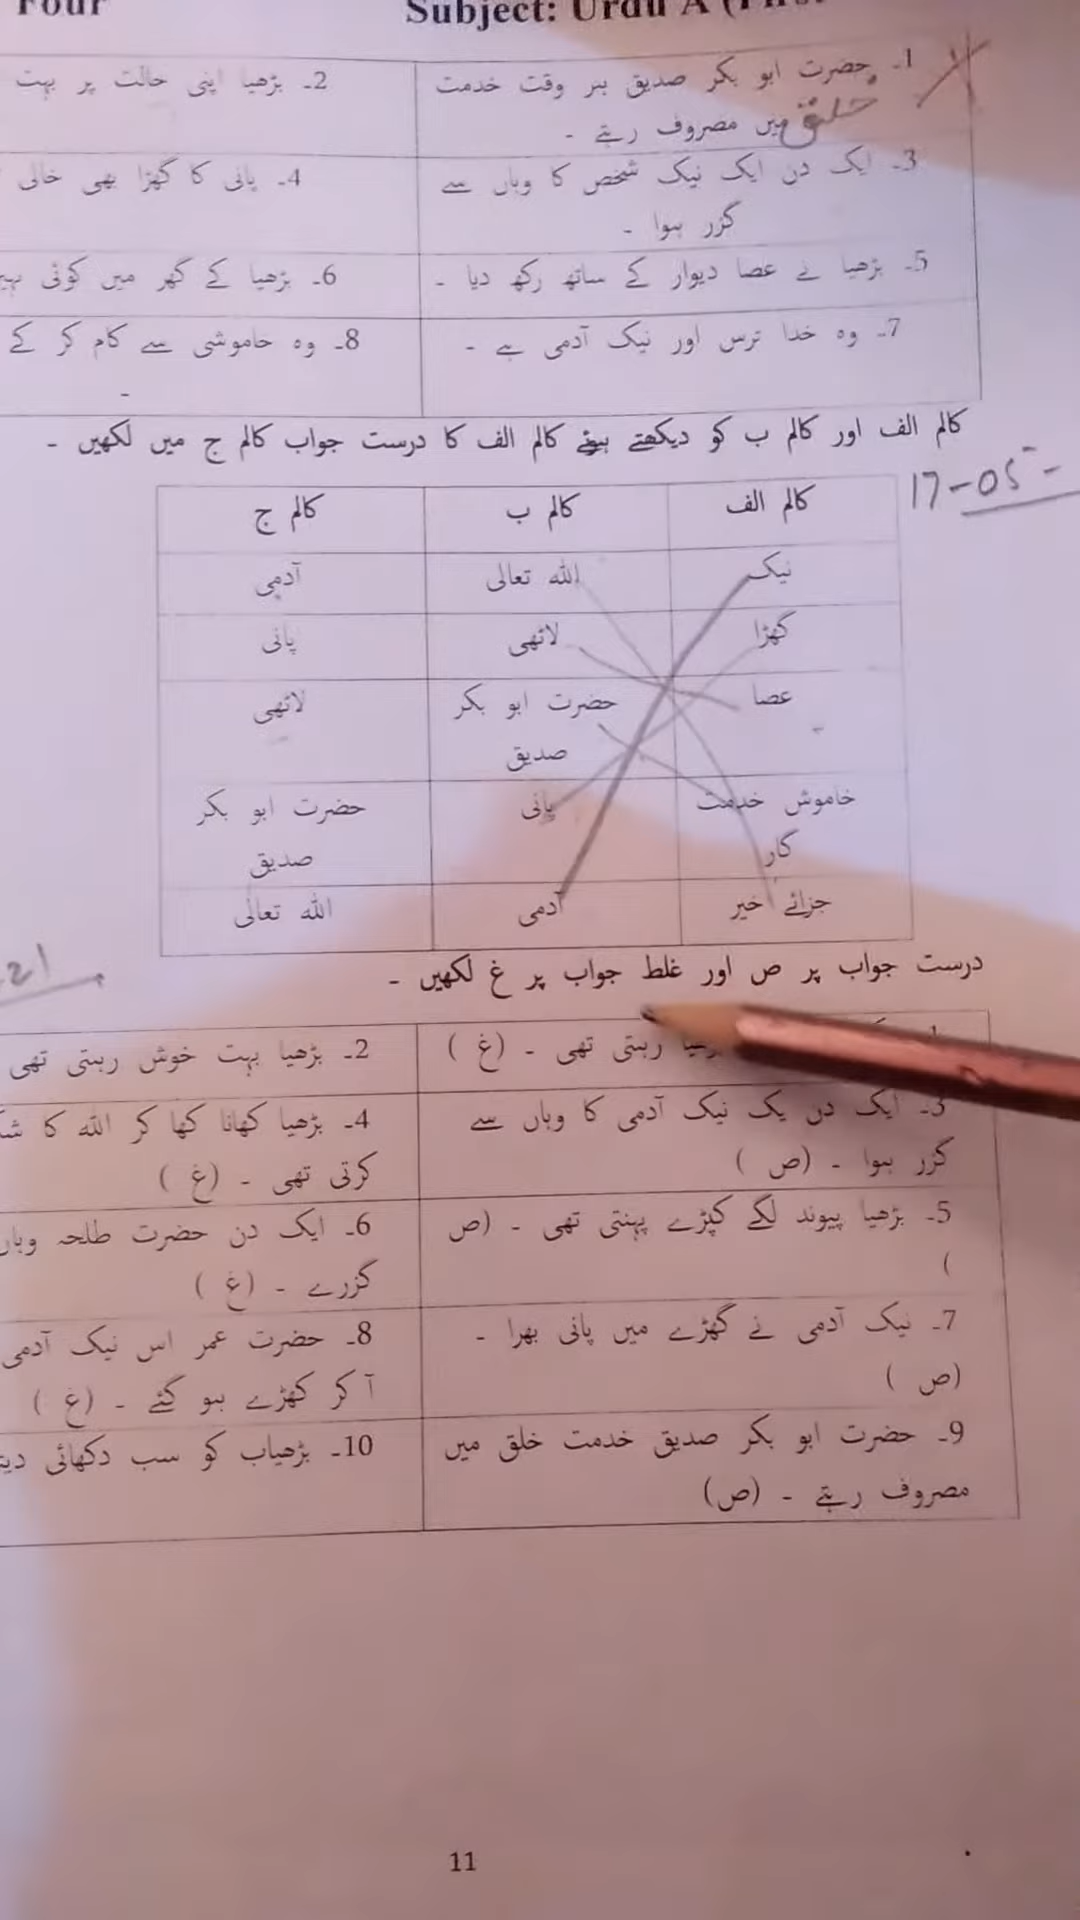 Four Subject: Urdu A
1۔ حضرت ابو بکر صدیق ہر وقت خدمت
خلق میں مصروف رہتے ۔
2۔ بڑھیا اپنی حالت پر بہت
3۔ ایک دن ایک نیک شخص کا وہاں سے
گزر ہوا ۔
4۔ پانی کا گھڑا بھی خالی
5۔ بڑھیا نے عصا دیوار کے ساتھ رکھ دیا ۔
6۔ بڑھیا کے گھر میں کوئی
7۔ وہ خدا ترس اور نیک آدمی ہے ۔
8۔ وہ خاموشی سے کام کر کے
۔
کالم الف اور کالم ب کو دیکھتے ہوئے کالم الف کا درست جواب کالم ج میں لکھیں ۔
17-05-
کالم الف کالم ب کالم ج
نیک اللہ تعالی آدمی
گھڑا لاٹھی پانی
عصا حضرت ابو بکر لاٹھی
صدیق
خاموش خدمت پانی حضرت ابو بکر
گار صدیق
جزائے خیر آدمی اللہ تعالی
21
درست جواب پر ص اور غلط جواب پر غ لکھیں ۔
رہتی تھی ۔ (غ )
2۔ بڑھیا بہت خوش رہتی تھی
3۔ ایک دن یک نیک آدمی کا وہاں سے
گزر ہوا ۔ (ص )
4۔ بڑھیا کھانا کھا کر اللہ کا
کرتی تھی ۔ (غ )
5۔ بڑھیا پیوند لگے کپڑے پہنتی تھی ۔ (ص
)
6۔ ایک دن حضرت طلحہ
گزرے ۔ (غ )
7۔ نیک آدمی نے گھڑے میں پانی بھرا ۔
(ص )
8۔ حضرت عمر اس نیک آدمی
آ کر کھڑے ہو گئے ۔ (غ )
9۔ حضرت ابو بکر صدیق خدمت خلق میں
مصروف رہتے ۔ (ص)
10۔ بڑھیاب کو سب دکھائی
11